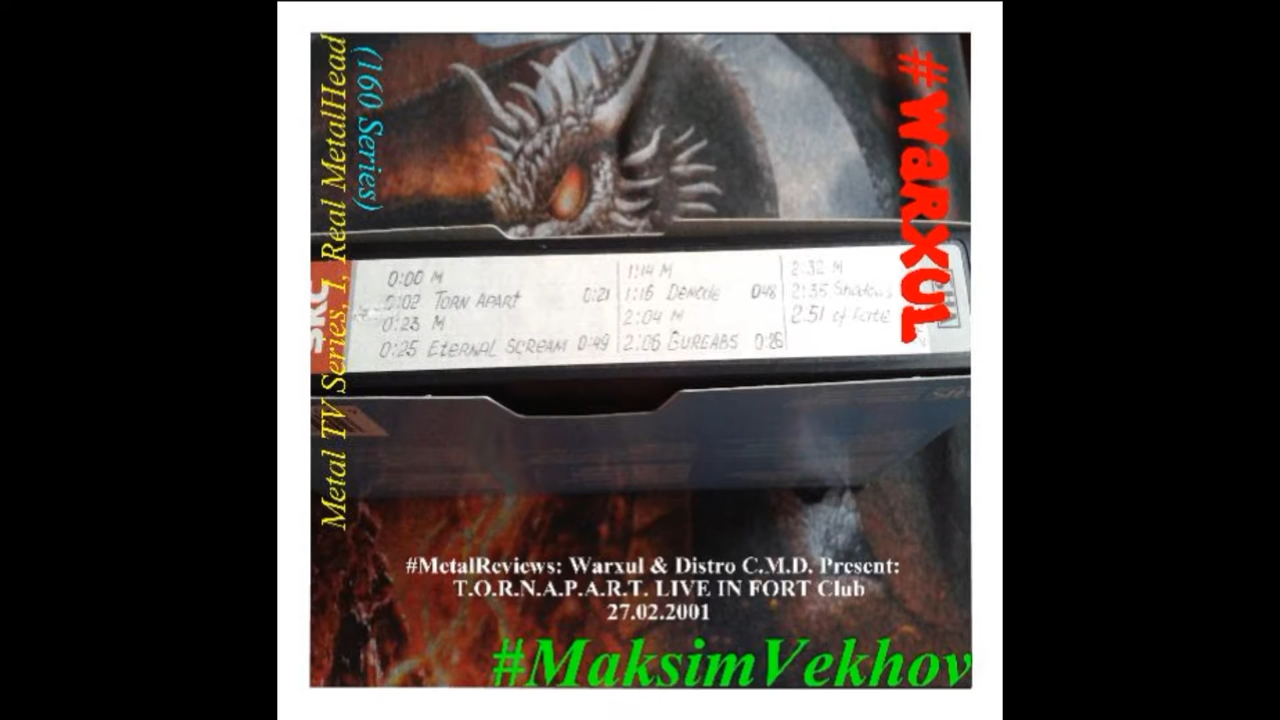 Metal TV Series, I, Real MetalHead
(160 Series)
#Warxul
SKC
0:00 M
0:02 TORN APART 0:21
0:23 M
0:25 ETERNAL SCREAM 0:49
1:14 M
1:16 DEMODE 0:48
2:04 M
2:06 GURGABS 0:26
2:32 M
2:35 Shadows
2:51 of Forte
#MetalReviews: Warxul & Distro C.M.D. Present:
T.O.R.N.A.P.A.R.T. LIVE IN FORT Club
27.02.2001
#MaksimVekhov